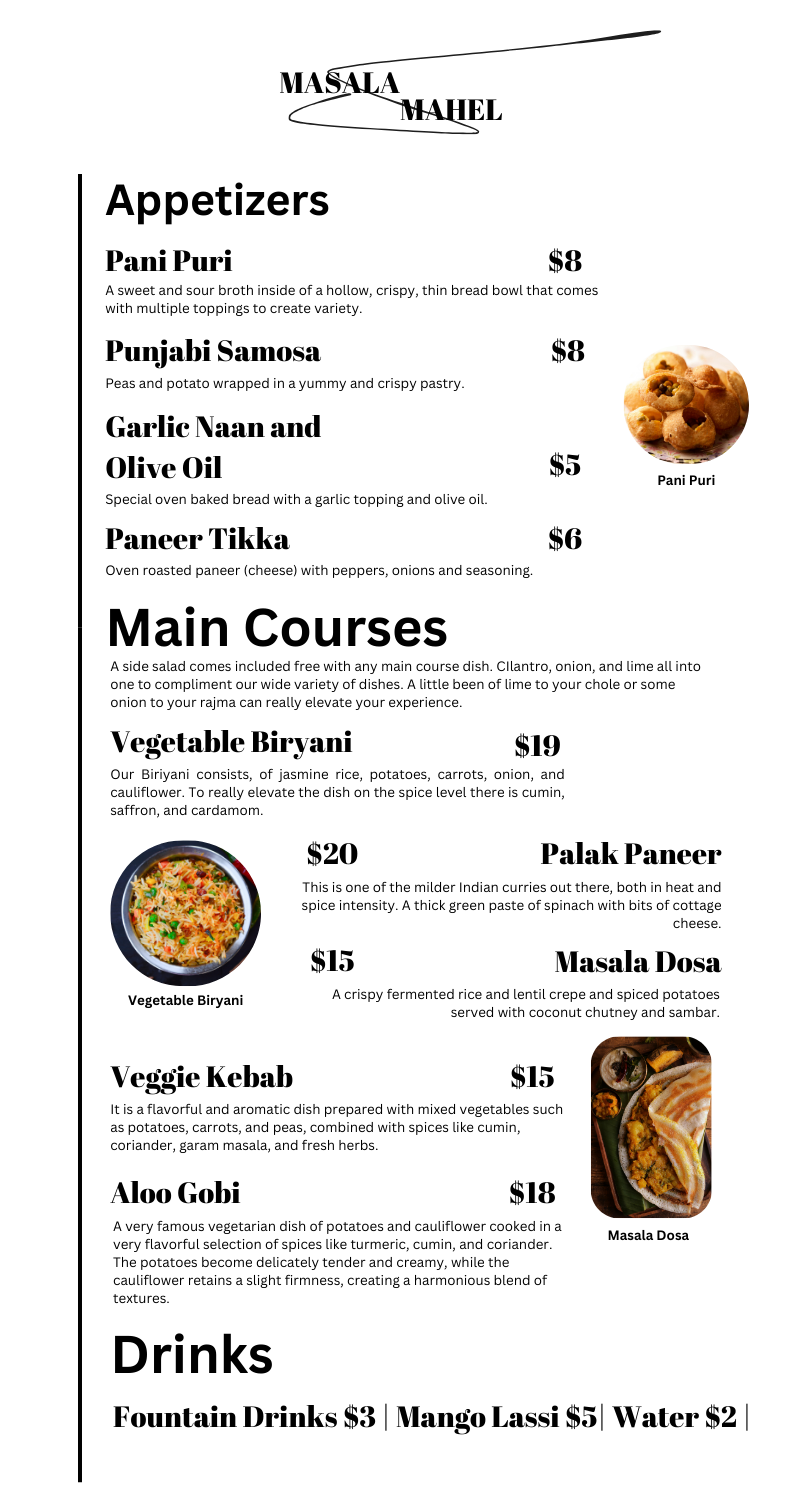 MASALA
MAHEL
Appetizers
Pani Puri $8
A sweet and sour broth inside of a hollow, crispy, thin bread bowl that comes
with multiple toppings to create variety.
Punjabi Samosa $8
Peas and potato wrapped in a yummy and crispy pastry.
Garlic Naan and
Olive Oil $5
Special oven baked bread with a garlic topping and olive oil.
Pani Puri
Paneer Tikka $6
Oven roasted paneer (cheese) with peppers, onions and seasoning.
Main Courses
A side salad comes included free with any main course dish. CIlantro, onion, and lime all into
one to compliment our wide variety of dishes. A little been of lime to your chole or some
onion to your rajma can really elevate your experience.
Vegetable Biryani $19
Our Biriyani consists, of jasmine rice, potatoes, carrots, onion, and
cauliflower. To really elevate the dish on the spice level there is cumin,
saffron, and cardamom.
$20 Palak Paneer
This is one of the milder Indian curries out there, both in heat and
spice intensity. A thick green paste of spinach with bits of cottage
cheese.
$15 Masala Dosa
A crispy fermented rice and lentil crepe and spiced potatoes
served with coconut chutney and sambar.
Vegetable Biryani
Veggie Kebab $15
It is a flavorful and aromatic dish prepared with mixed vegetables such
as potatoes, carrots, and peas, combined with spices like cumin,
coriander, garam masala, and fresh herbs.
Aloo Gobi $18
A very famous vegetarian dish of potatoes and cauliflower cooked in a
very flavorful selection of spices like turmeric, cumin, and coriander.
The potatoes become delicately tender and creamy, while the
cauliflower retains a slight firmness, creating a harmonious blend of
textures.
Masala Dosa
Drinks
Fountain Drinks $3 | Mango Lassi $5| Water $2 |